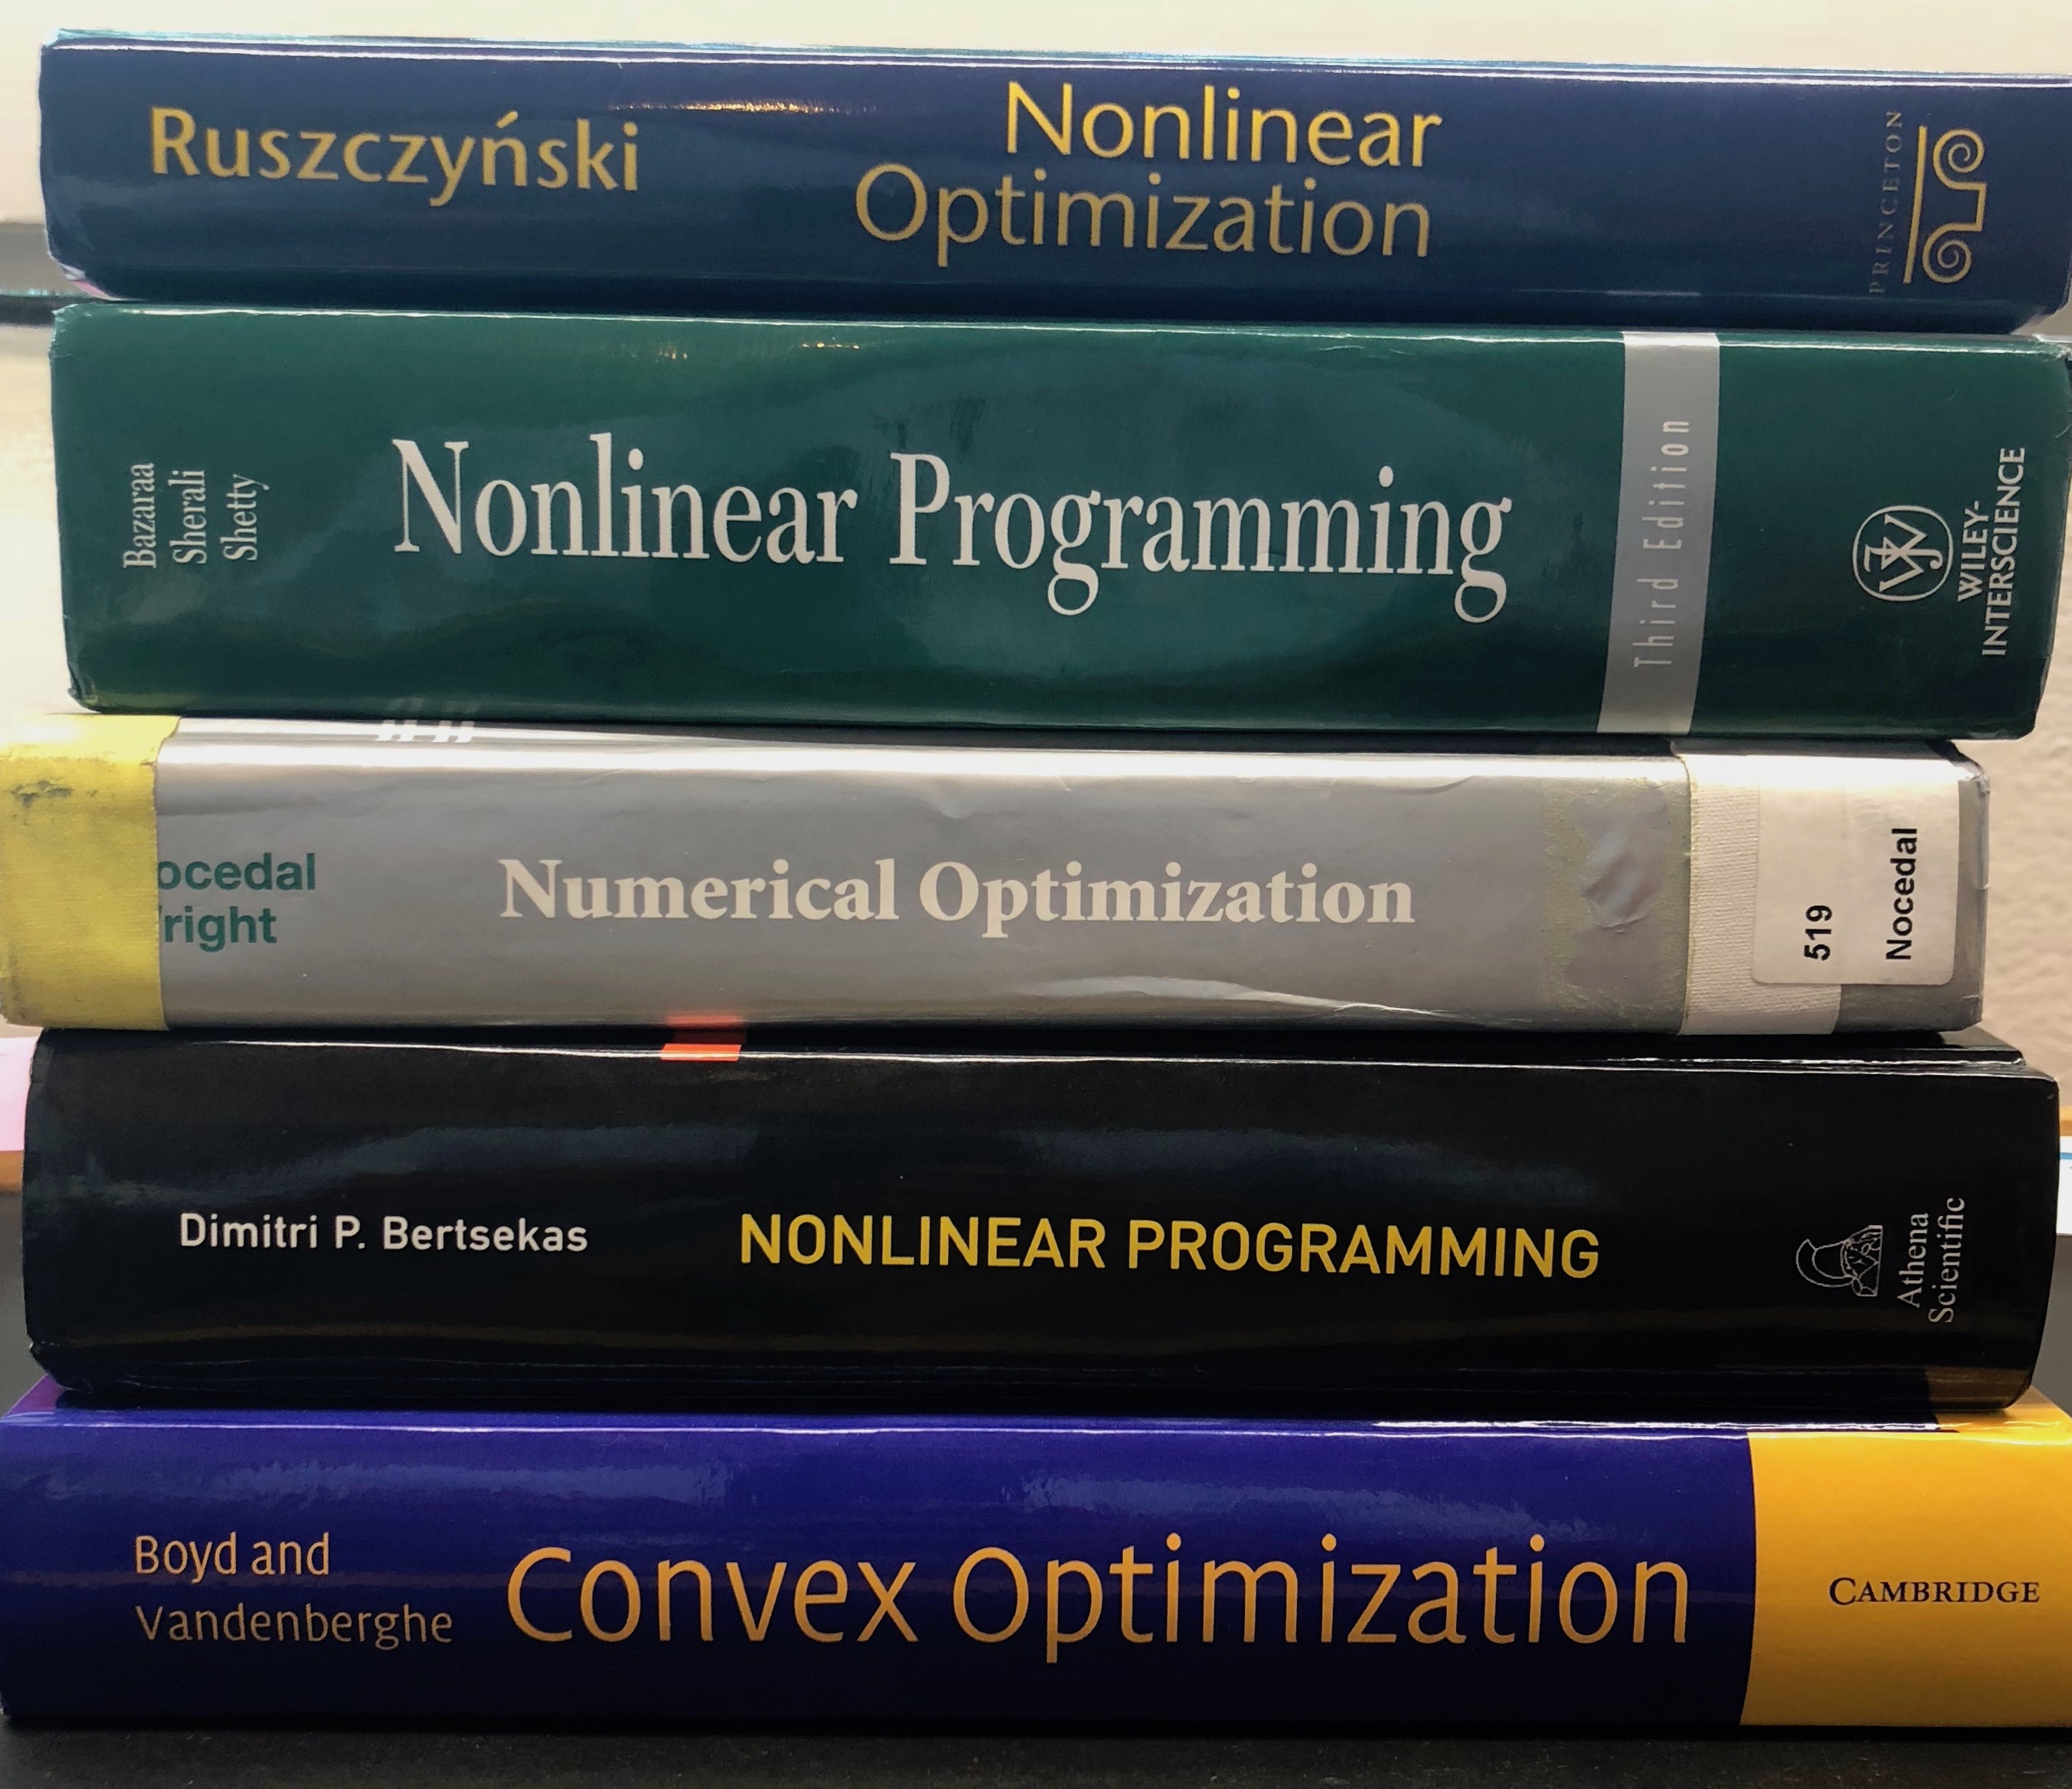 Ruszczyński
Nonlinear
Optimization
PRINCETON
Bazaraa
Sherali
Shetty
Nonlinear Programming
Third Edition
WILEY-
INTERSCIENCE
ocedal
right
Numerical Optimization
519
Nocedal
Dimitri P. Bertsekas
NONLINEAR PROGRAMMING
Athena
Scientific
Boyd and
Vandenberghe
Convex Optimization
CAMBRIDGE